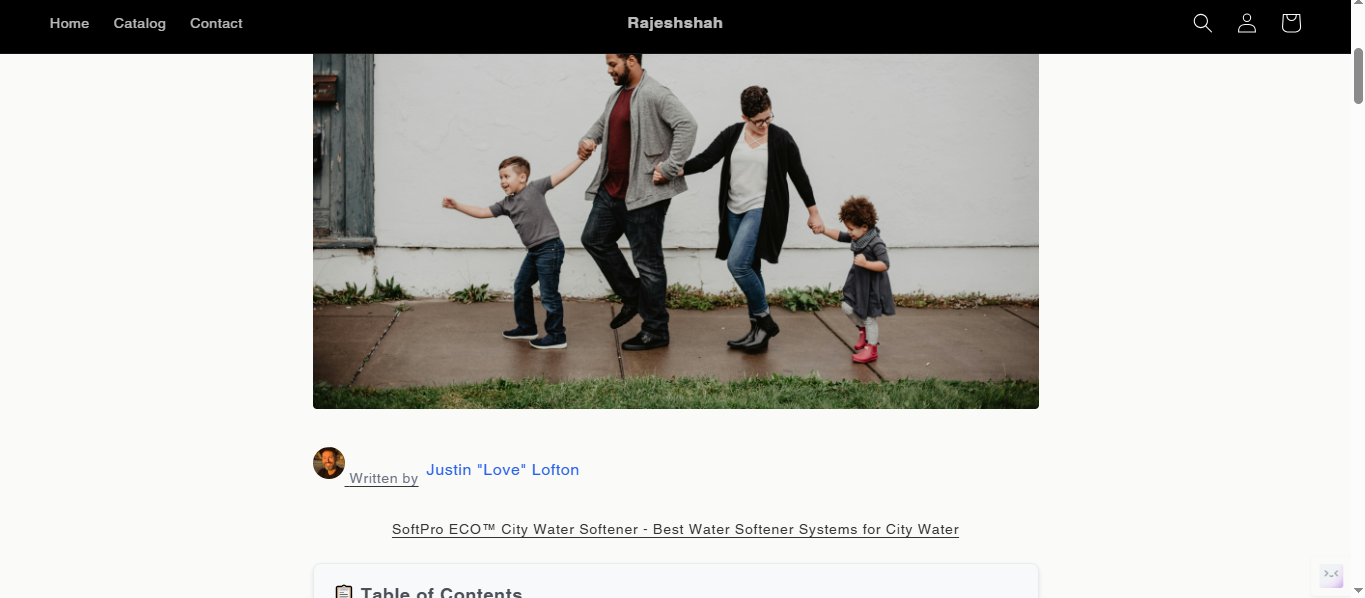 Home Catalog Contact Rajeshshah
Written by Justin "Love" Lofton
SoftPro ECO™ City Water Softener - Best Water Softener Systems for City Water
📋 Table of Contents